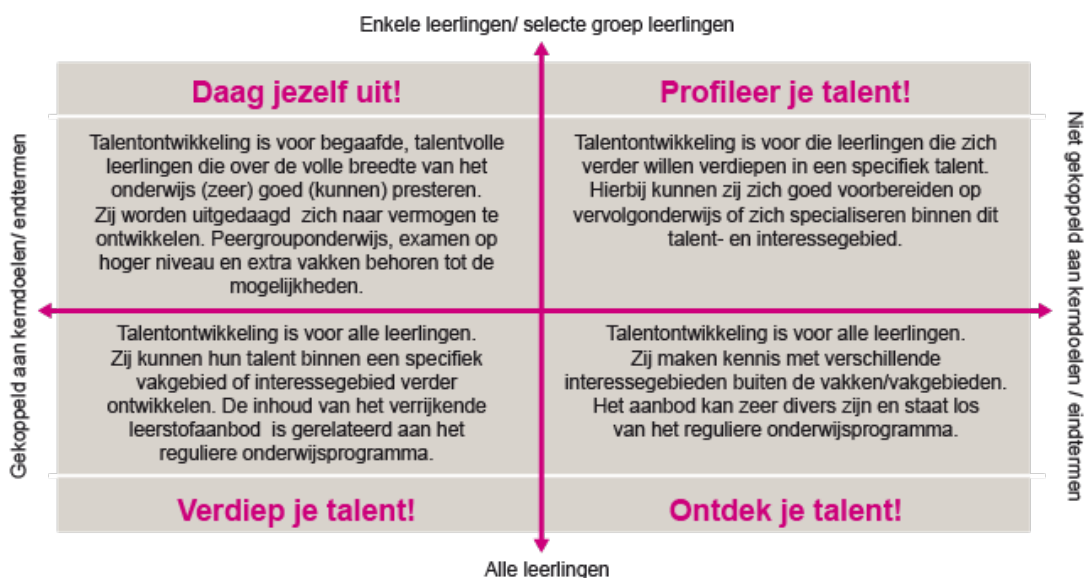 Enkele leerlingen/ selecte groep leerlingen
Daag jezelf uit!
Talentontwikkeling is voor begaafde, talentvolle
leerlingen die over de volle breedte van het
onderwijs (zeer) goed (kunnen) presteren.
Zij worden uitgedaagd zich naar vermogen te
ontwikkelen. Peergrouponderwijs, examen op
hoger niveau en extra vakken behoren tot de
mogelijkheden.
Profileer je talent!
Talentontwikkeling is voor die leerlingen die zich
verder willen verdiepen in een specifiek talent.
Hierbij kunnen zij zich goed voorbereiden op
vervolgonderwijs of zich specialiseren binnen dit
talent- en interessegebied.
Gekoppeld aan kerndoelen/ endtermen
Niet gekoppeld aan kerndoelen / eindtermen
Talentontwikkeling is voor alle leerlingen.
Zij kunnen hun talent binnen een specifiek
vakgebied of interessegebied verder
ontwikkelen. De inhoud van het verrijkende
leerstofaanbod is gerelateerd aan het
reguliere onderwijsprogramma.
Verdiep je talent!
Talentontwikkeling is voor alle leerlingen.
Zij maken kennis met verschillende
interessegebieden buiten de vakken/vakgebieden.
Het aanbod kan zeer divers zijn en staat los
van het reguliere onderwijsprogramma.
Ontdek je talent!
Alle leerlingen